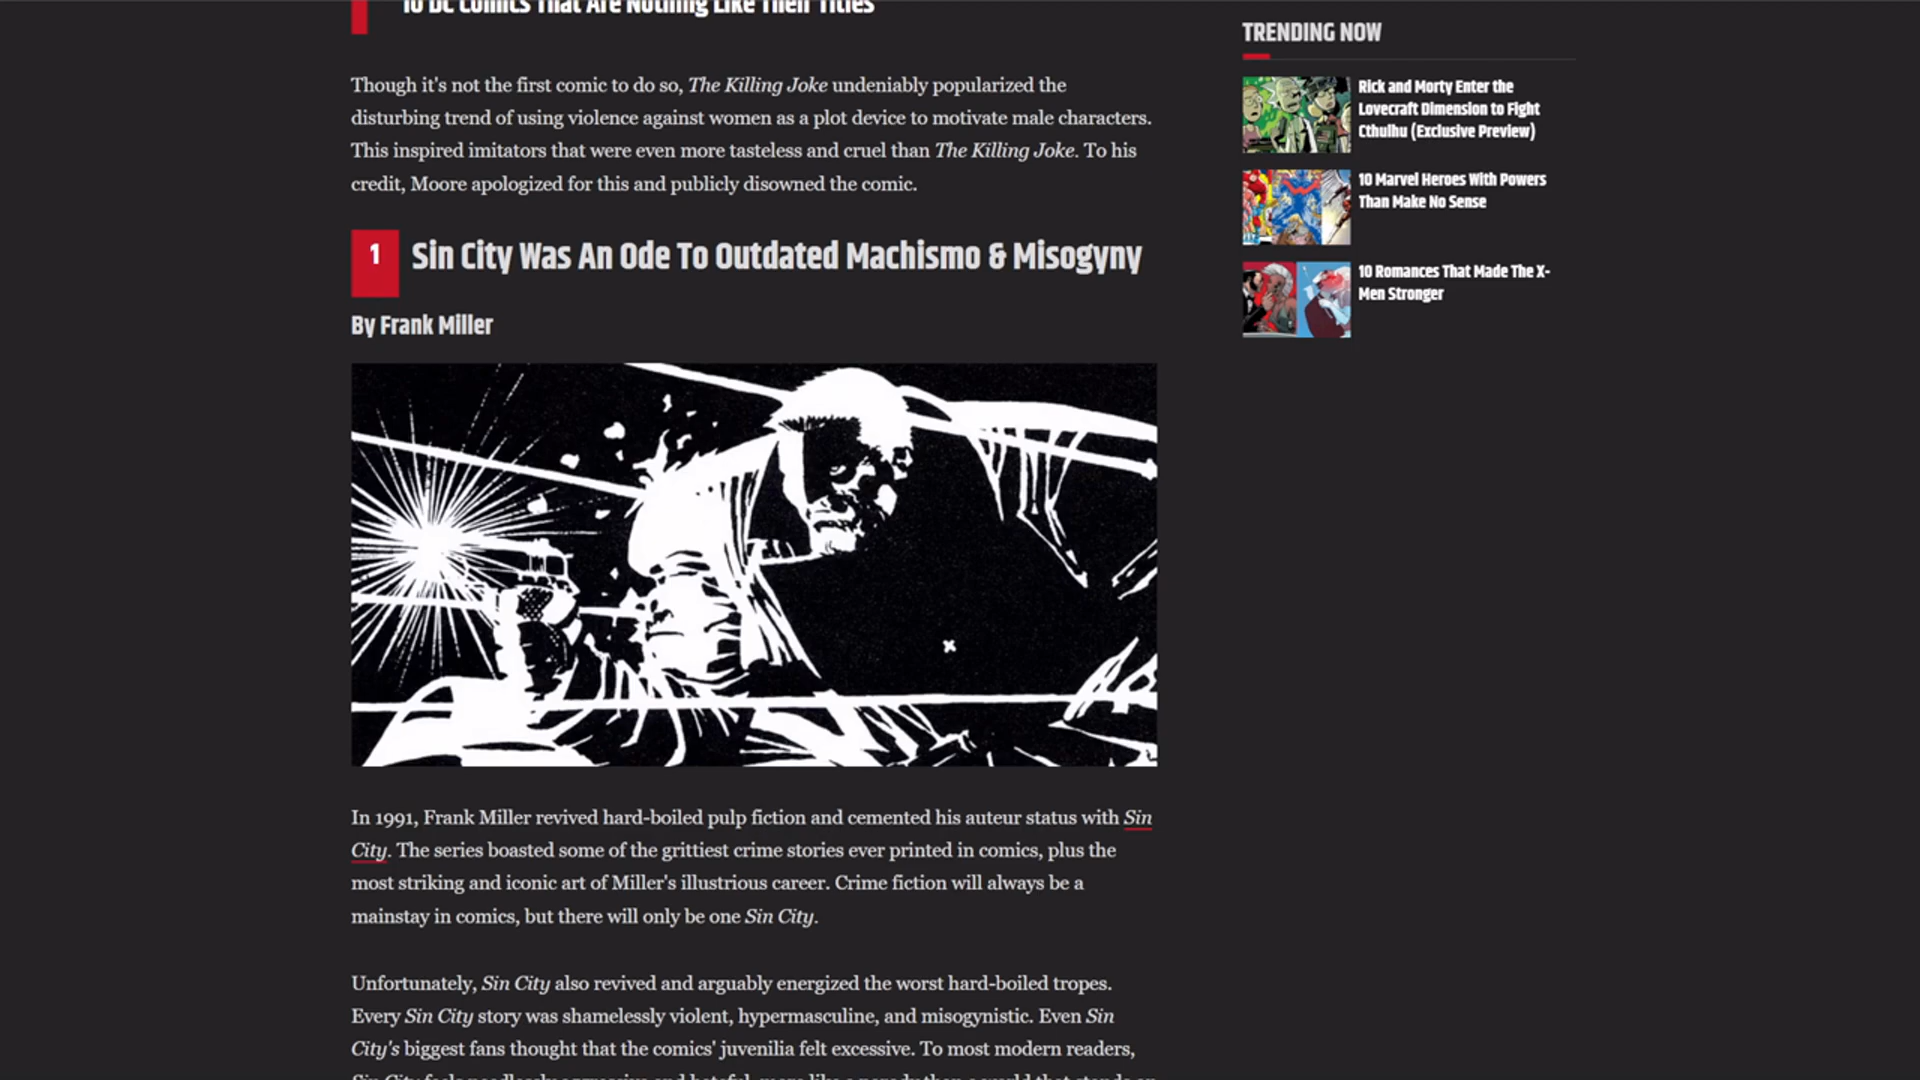 10 DC Comics That Are Nothing Like Their Titles
Though it's not the first comic to do so, The Killing Joke undeniably popularized the
disturbing trend of using violence against women as a plot device to motivate male characters.
This inspired imitators that were even more tasteless and cruel than The Killing Joke. To his
credit, Moore apologized for this and publicly disowned the comic.
1 Sin City Was An Ode To Outdated Machismo & Misogyny
By Frank Miller
In 1991, Frank Miller revived hard-boiled pulp fiction and cemented his auteur status with Sin
City. The series boasted some of the grittiest crime stories ever printed in comics, plus the
most striking and iconic art of Miller's illustrious career. Crime fiction will always be a
mainstay in comics, but there will only be one Sin City.
Unfortunately, Sin City also revived and arguably energized the worst hard-boiled tropes.
Every Sin City story was shamelessly violent, hypermasculine, and misogynistic. Even Sin
City's biggest fans thought that the comics' juvenilia felt excessive. To most modern readers,
TRENDING NOW
Rick and Morty Enter the
Lovecraft Dimension to Fight
Cthulhu (Exclusive Preview)
10 Marvel Heroes With Powers
Than Make No Sense
10 Romances That Made The X-
Men Stronger